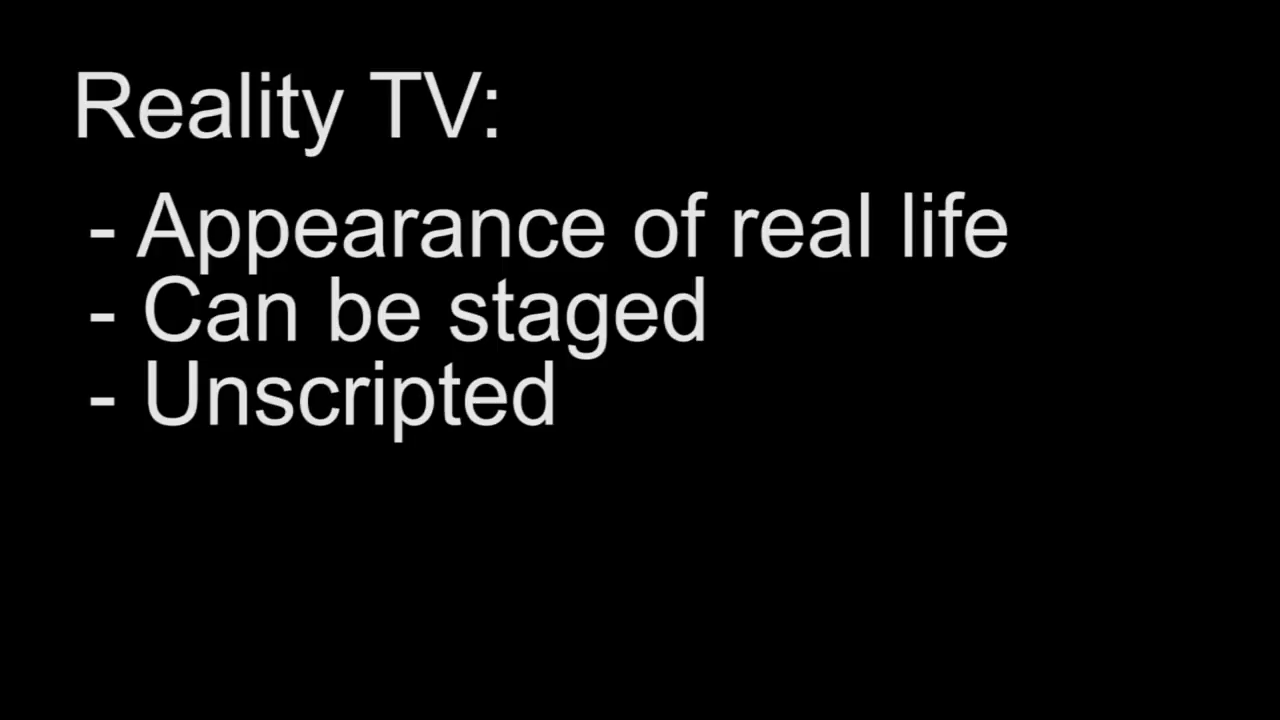 Reality TV:
- Appearance of real life
- Can be staged
- Unscripted